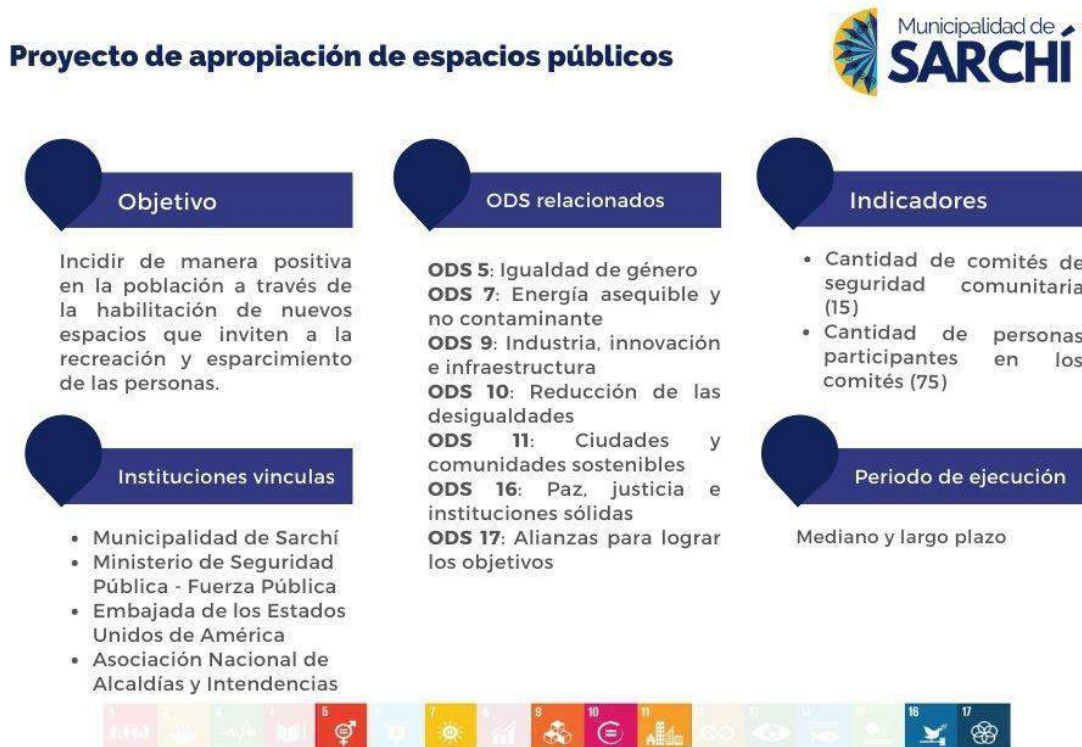 Proyecto de apropiación de espacios públicos
Municipalidad de
SARCHÍ
Objetivo
Incidir de manera positiva
en la población a través de
la habilitación de nuevos
espacios que inviten a la
recreación y esparcimiento
de las personas.
Instituciones vinculas
• Municipalidad de Sarchí
• Ministerio de Seguridad
Pública - Fuerza Pública
• Embajada de los Estados
Unidos de América
• Asociación Nacional de
Alcaldías y Intendencias
ODS relacionados
ODS 5: Igualdad de género
ODS 7: Energía asequible y
no contaminante
ODS 9: Industria, innovación
e infraestructura
ODS 10: Reducción de las
desigualdades
ODS 11: Ciudades y
comunidades sostenibles
ODS 16: Paz, justicia e
instituciones sólidas
ODS 17: Alianzas para lograr
los objetivos
Indicadores
• Cantidad de comités de
seguridad comunitaria
(15)
• Cantidad de personas
participantes en los
comités (75)
Periodo de ejecución
Mediano y largo plazo
1 2 3 4 5 7 9 10 11 16 17